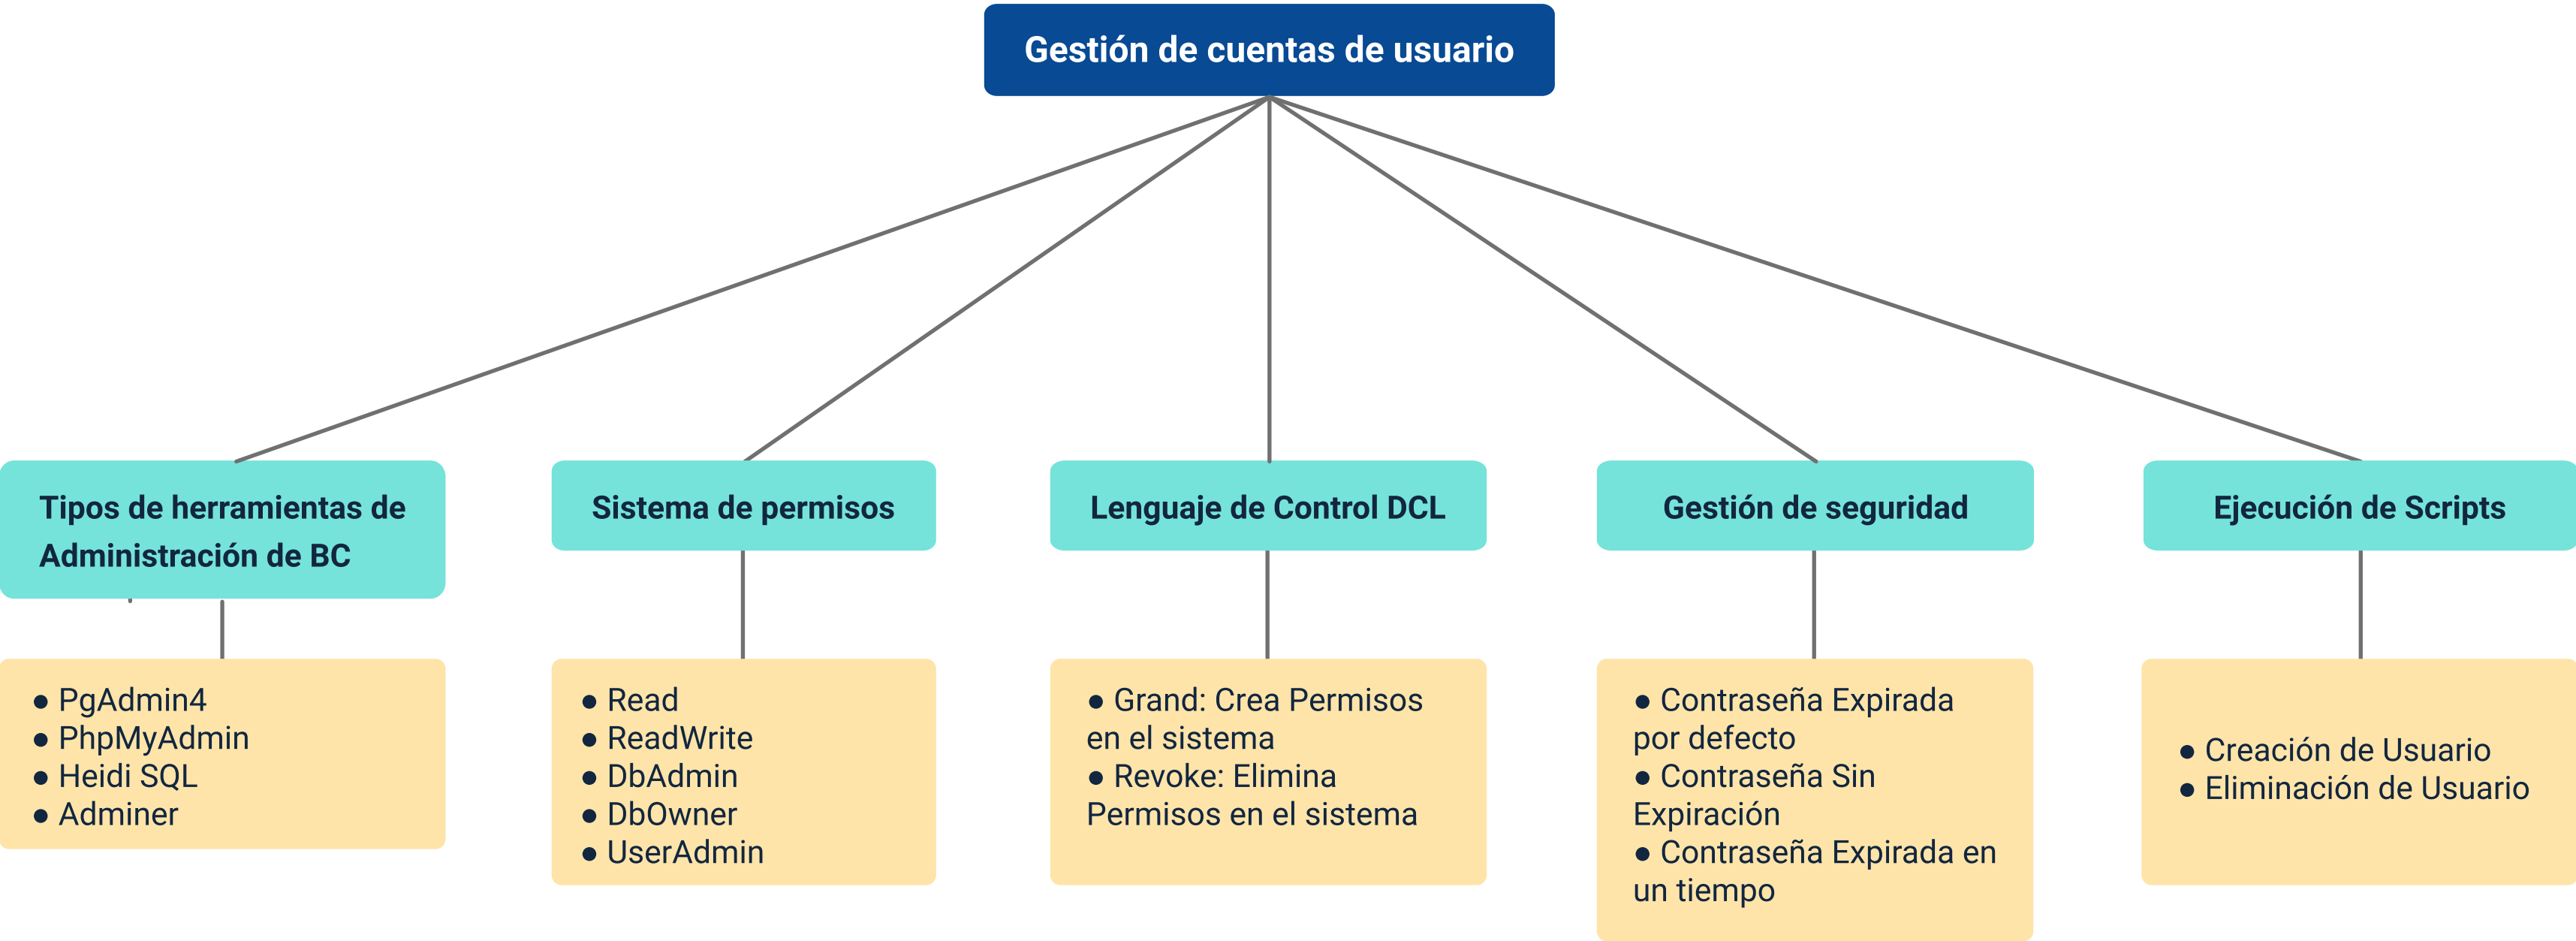 Gestión de cuentas de usuario
Tipos de herramientas de
Administración de BC
● PgAdmin4
● PhpMyAdmin
● Heidi SQL
● Adminer
Sistema de permisos
● Read
● ReadWrite
● DbAdmin
● DbOwner
● UserAdmin
Lenguaje de Control DCL
● Grand: Crea Permisos
en el sistema
● Revoke: Elimina
Permisos en el sistema
Gestión de seguridad
● Contraseña Expirada
por defecto
● Contraseña Sin
Expiración
● Contraseña Expirada en
un tiempo
Ejecución de Scripts
● Creación de Usuario
● Eliminación de Usuario